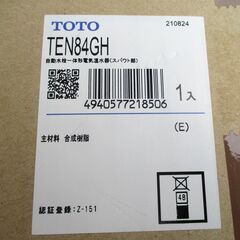 TOTO
210824
TEN84GH
自動水栓一体形電気温水器(スパウト部)
4940577218506
1入
(E)
主材料 合成樹脂
48
認証登録:Z-151